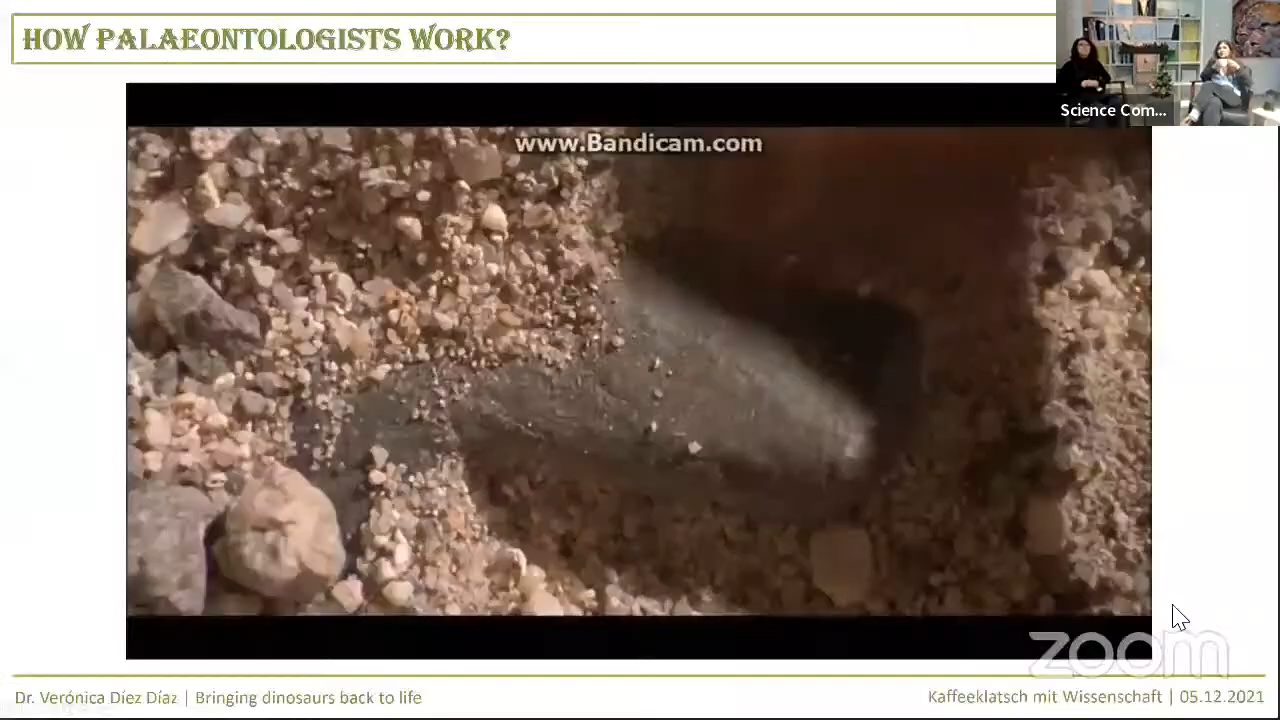 HOW PALAEONTOLOGISTS WORK?
Science Com...
www.Bandicam.com
zoom
Dr. Verónica Díez Díaz | Bringing dinosaurs back to life
Kaffeeklatsch mit Wissenschaft | 05.12.2021